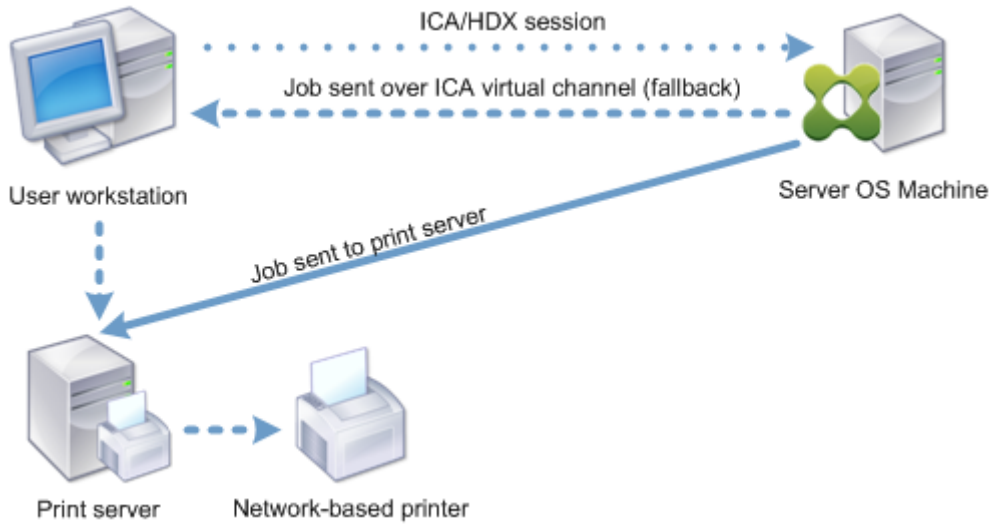 ICA/HDX session
Job sent over ICA virtual channel (fallback)
User workstation
Server OS Machine
Job sent to print server
Print server
Network-based printer